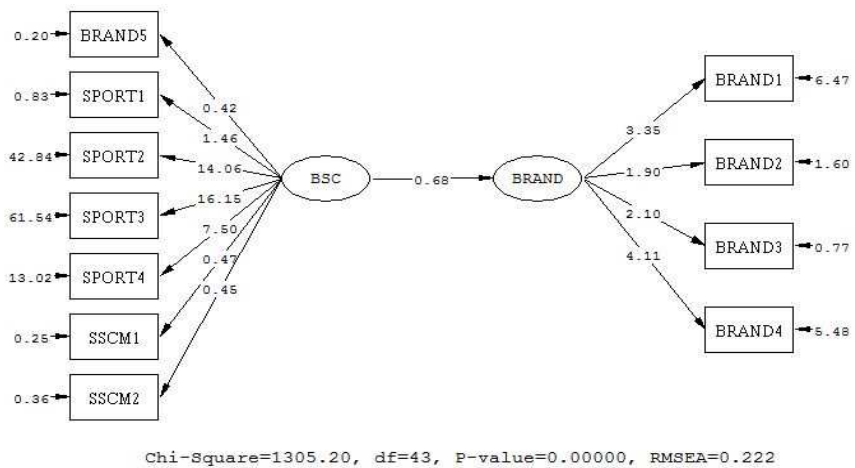 0.20 BRAND5
0.83 SPORT1
42.84 SPORT2
61.54 SPORT3
13.02 SPORT4
0.25 SSCM1
0.36 SSCM2
0.42
1.46
14.06
16.15
7.50
0.47
0.45
BSC 0.68 BRAND
3.35
1.90
2.10
4.11
BRAND1 6.47
BRAND2 1.60
BRAND3 0.77
BRAND4 5.48
Chi-Square=1305.20, df=43, P-value=0.00000, RMSEA=0.222